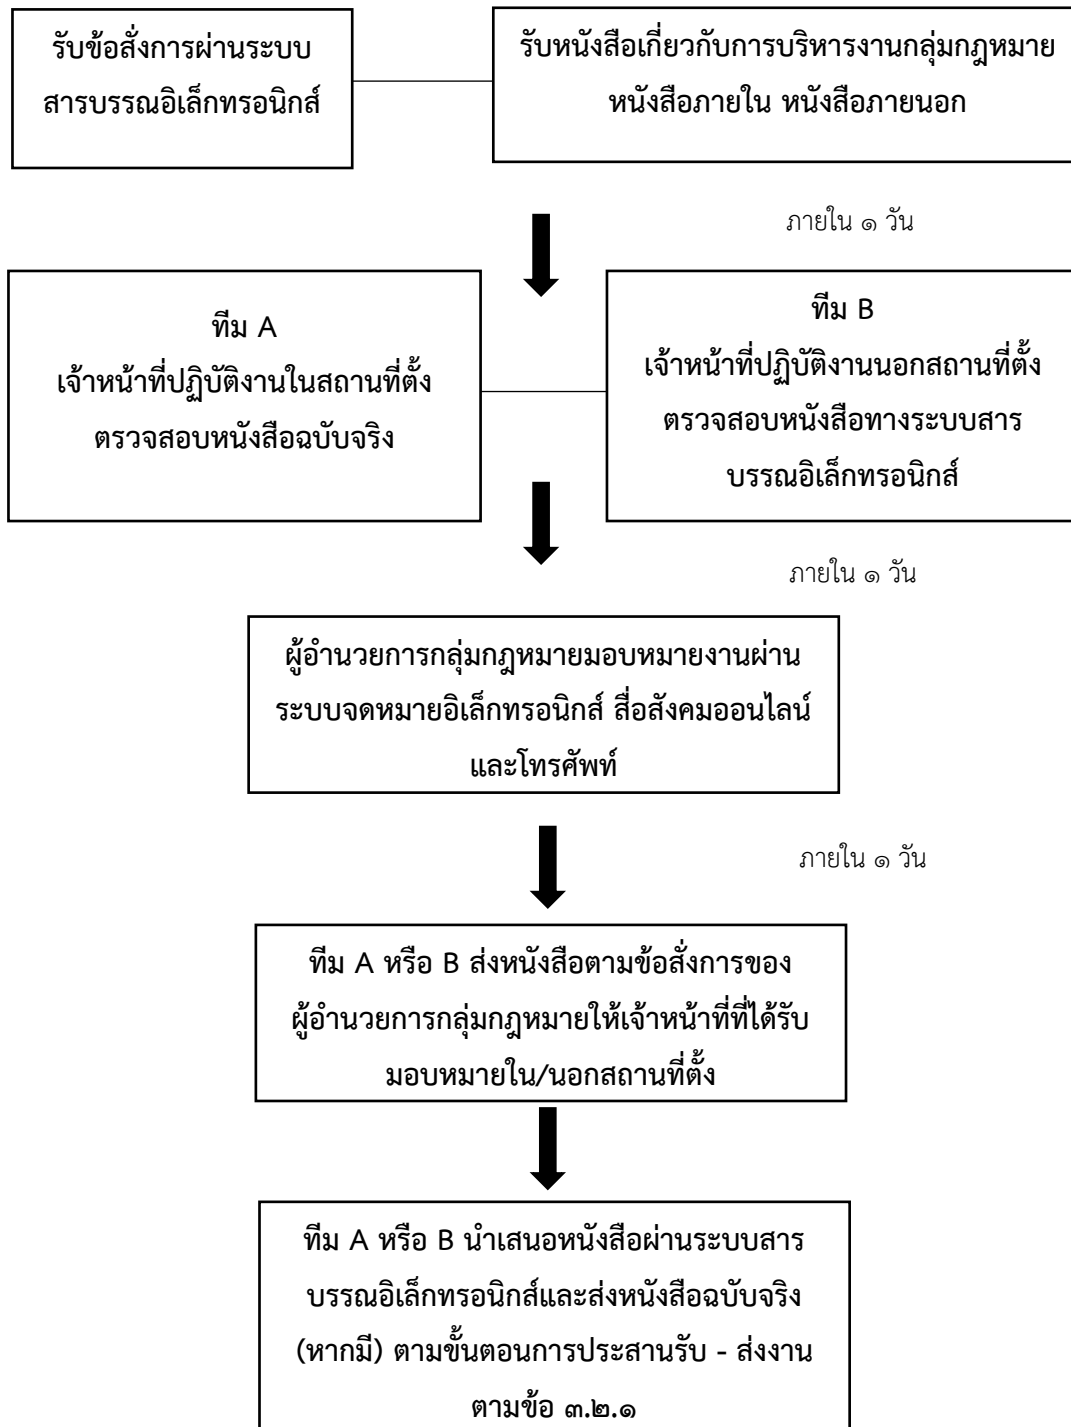 รับข้อสั่งการผ่านระบบ
สารบรรณอิเล็กทรอนิกส์
รับหนังสือเกี่ยวกับการบริหารงานกลุ่มกฎหมาย
หนังสือภายใน หนังสือภายนอก
ภายใน ๑ วัน
ทีม A
เจ้าหน้าที่ปฏิบัติงานในสถานที่ตั้ง
ตรวจสอบหนังสือฉบับจริง
ทีม B
เจ้าหน้าที่ปฏิบัติงานนอกสถานที่ตั้ง
ตรวจสอบหนังสือทางระบบสาร
บรรณอิเล็กทรอนิกส์
ภายใน ๑ วัน
ผู้อำนวยการกลุ่มกฎหมายมอบหมายงานผ่าน
ระบบจดหมายอิเล็กทรอนิกส์ สื่อสังคมออนไลน์
และโทรศัพท์
ภายใน ๑ วัน
ทีม A หรือ B ส่งหนังสือตามข้อสั่งการของ
ผู้อำนวยการกลุ่มกฎหมายให้เจ้าหน้าที่ที่ได้รับ
มอบหมายใน/นอกสถานที่ตั้ง
ทีม A หรือ B นำเสนอหนังสือผ่านระบบสาร
บรรณอิเล็กทรอนิกส์และส่งหนังสือฉบับจริง
(หากมี) ตามขั้นตอนการประสานรับ - ส่งงาน
ตามข้อ ๓.๒.๑